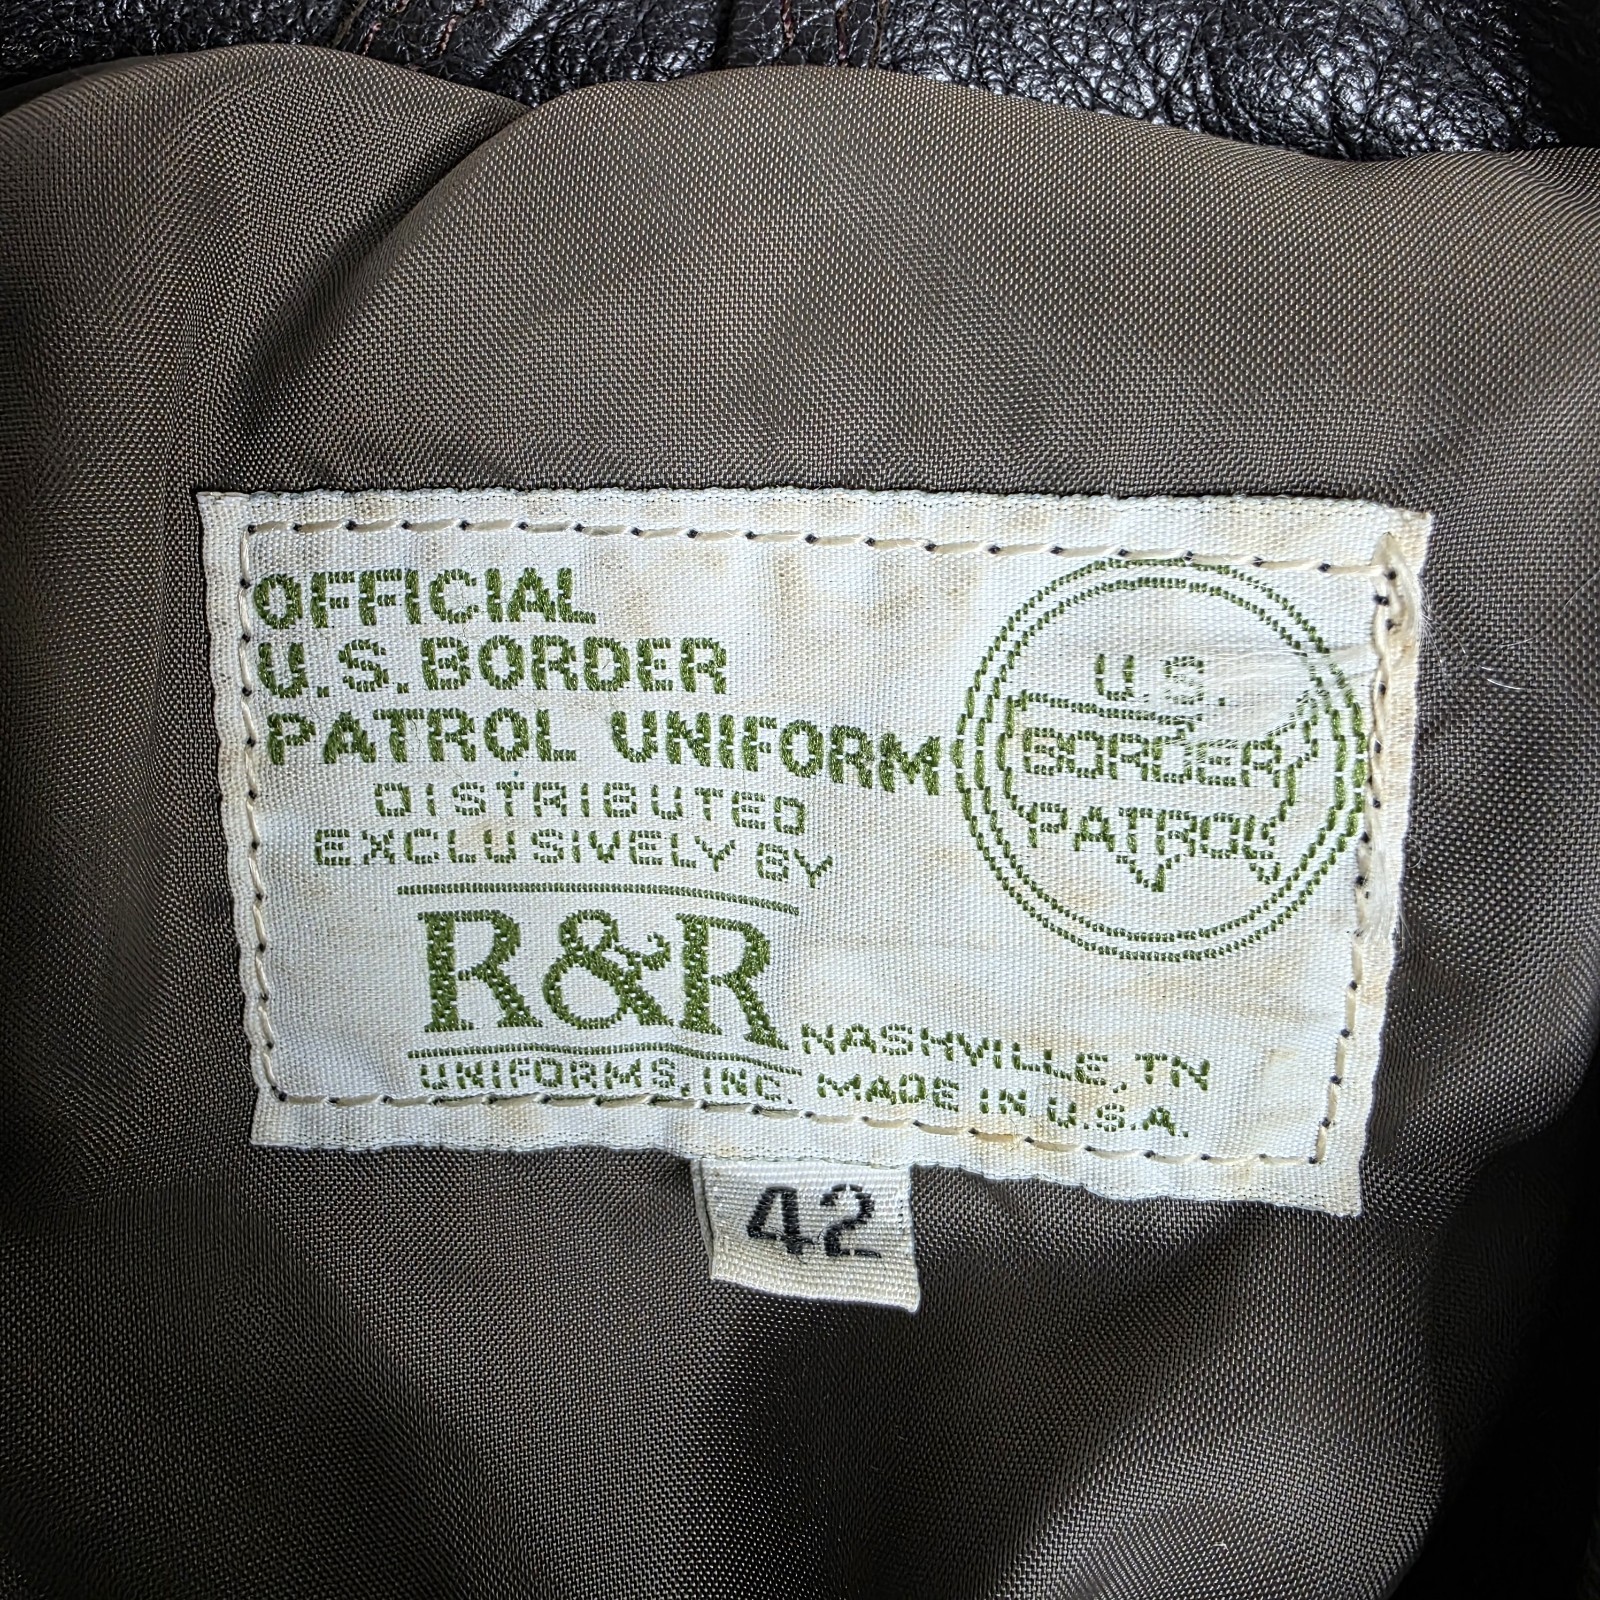 OFFICIAL
U.S. BORDER
PATROL UNIFORM
DISTRIBUTED
EXCLUSIVELY BY
R&R
UNIFORMS, INC.
NASHVILLE, TN
MADE IN U.S.A.
U.S.
BORDER
PATROL
42